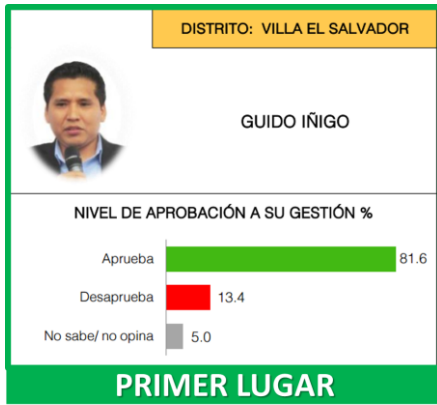 DISTRITO: VILLA EL SALVADOR
GUIDO IÑIGO
NIVEL DE APROBACIÓN A SU GESTIÓN %
Aprueba 81.6
Desaprueba 13.4
No sabe/ no opina 5.0
PRIMER LUGAR